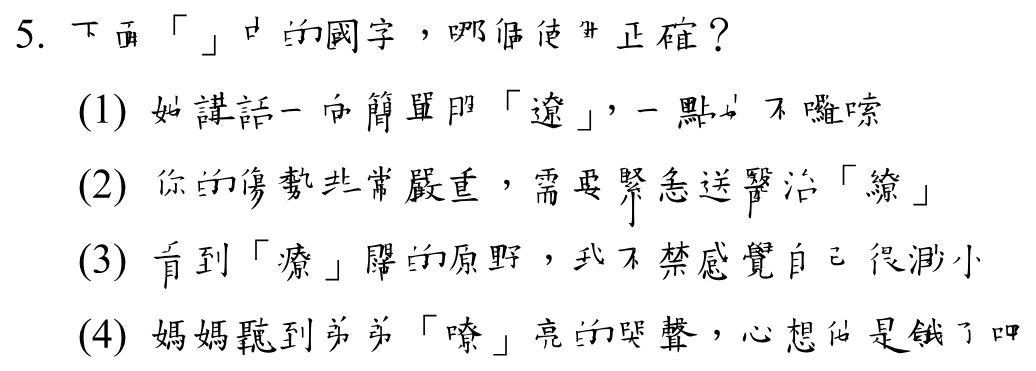 5. 下面「」中的國字，哪個使用正確？
(1) 她講話一向簡單明「遼」，一點也不囉嗦
(2) 你的傷勢非常嚴重，需要緊急送醫治「繚」
(3) 看到「療」闊的原野，我不禁感覺自己很渺小
(4) 媽媽聽到弟弟「嘹」亮的哭聲，心想他是餓了吧